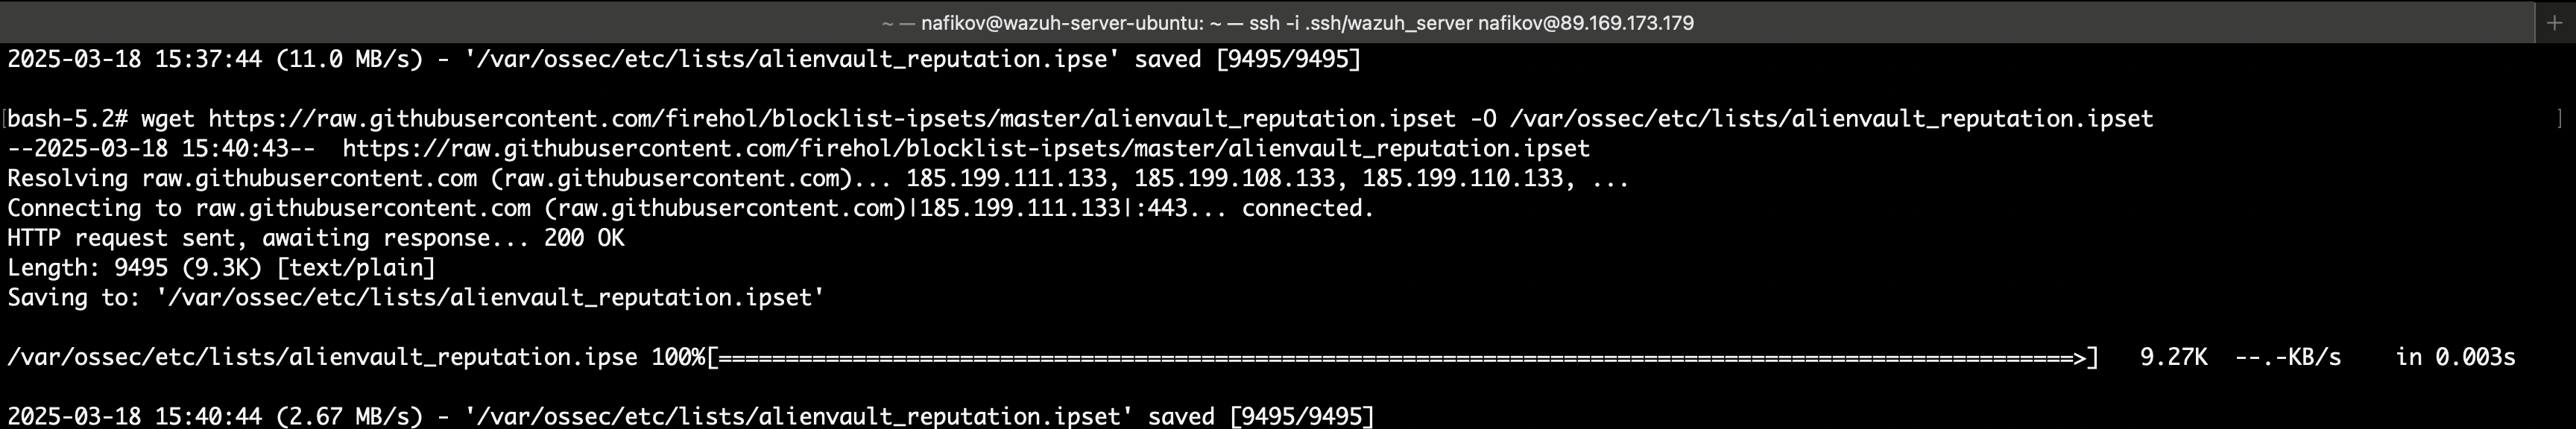 ~ — nafikov@wazuh-server-ubuntu: ~ — ssh -i .ssh/wazuh_server nafikov@89.169.173.179
2025-03-18 15:37:44 (11.0 MB/s) - '/var/ossec/etc/lists/alienvault_reputation.ipse' saved [9495/9495]
[bash-5.2# wget https://raw.githubusercontent.com/firehol/blocklist-ipsets/master/alienvault_reputation.ipset -O /var/ossec/etc/lists/alienvault_reputation.ipset ]
--2025-03-18 15:40:43--  https://raw.githubusercontent.com/firehol/blocklist-ipsets/master/alienvault_reputation.ipset
Resolving raw.githubusercontent.com (raw.githubusercontent.com)... 185.199.111.133, 185.199.108.133, 185.199.110.133, ...
Connecting to raw.githubusercontent.com (raw.githubusercontent.com)|185.199.111.133|:443... connected.
HTTP request sent, awaiting response... 200 OK
Length: 9495 (9.3K) [text/plain]
Saving to: '/var/ossec/etc/lists/alienvault_reputation.ipset'
/var/ossec/etc/lists/alienvault_reputation.ipse 100%[=====================================================================================================>]   9.27K  --.-KB/s    in 0.003s
2025-03-18 15:40:44 (2.67 MB/s) - '/var/ossec/etc/lists/alienvault_reputation.ipset' saved [9495/9495]